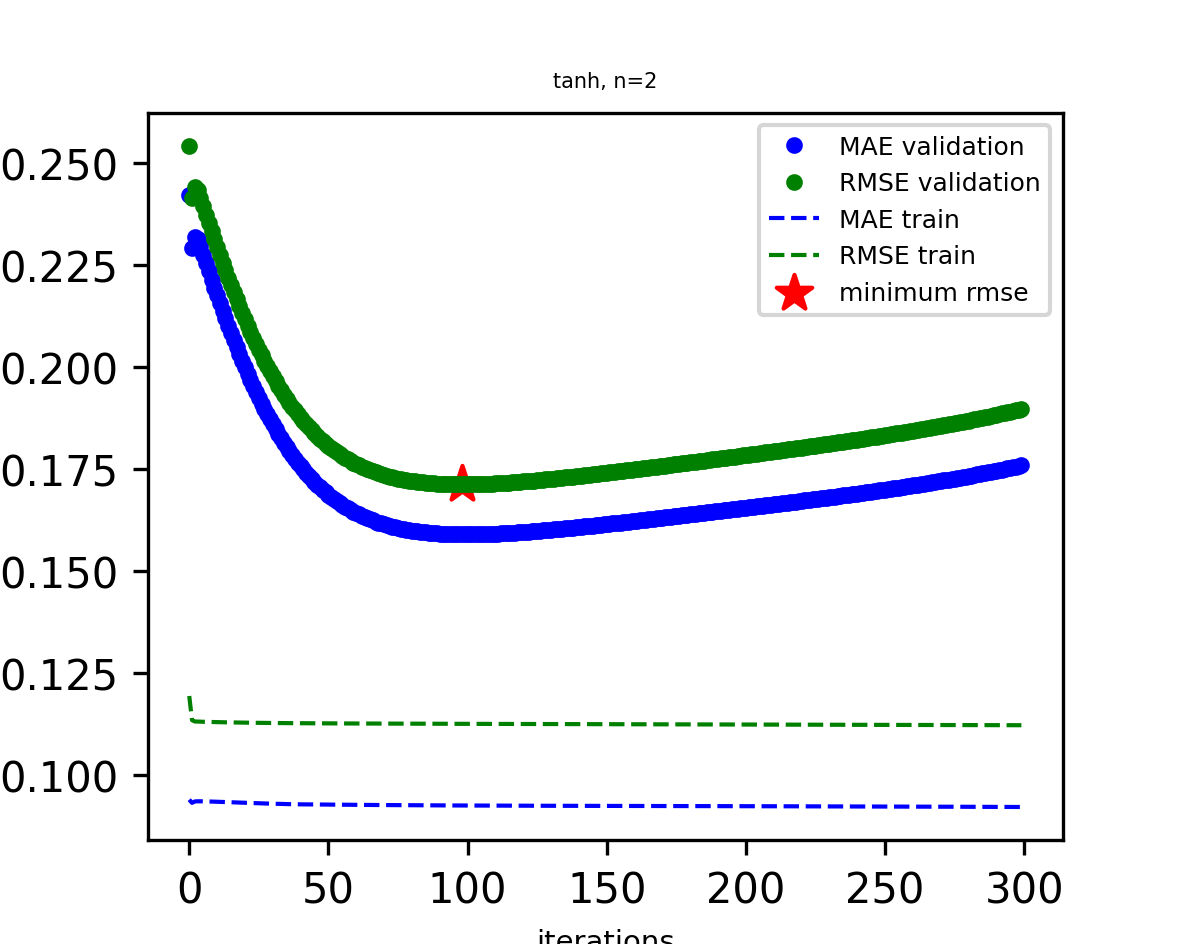 tanh, n=2
MAE validation
RMSE validation
MAE train
RMSE train
minimum rmse
0.250
0.225
0.200
0.175
0.150
0.125
0.100
0 50 100 150 200 250 300
iterations